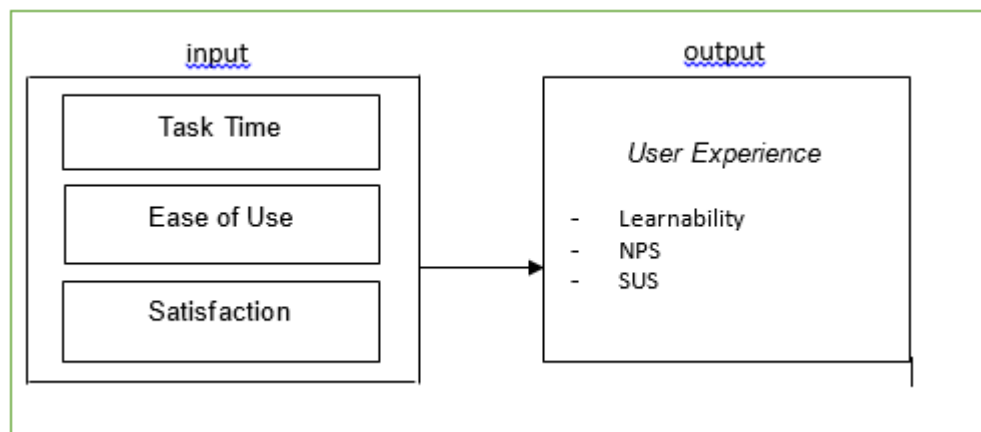 input
Task Time
Ease of Use
Satisfaction
output
User Experience
- Learnability
- NPS
- SUS